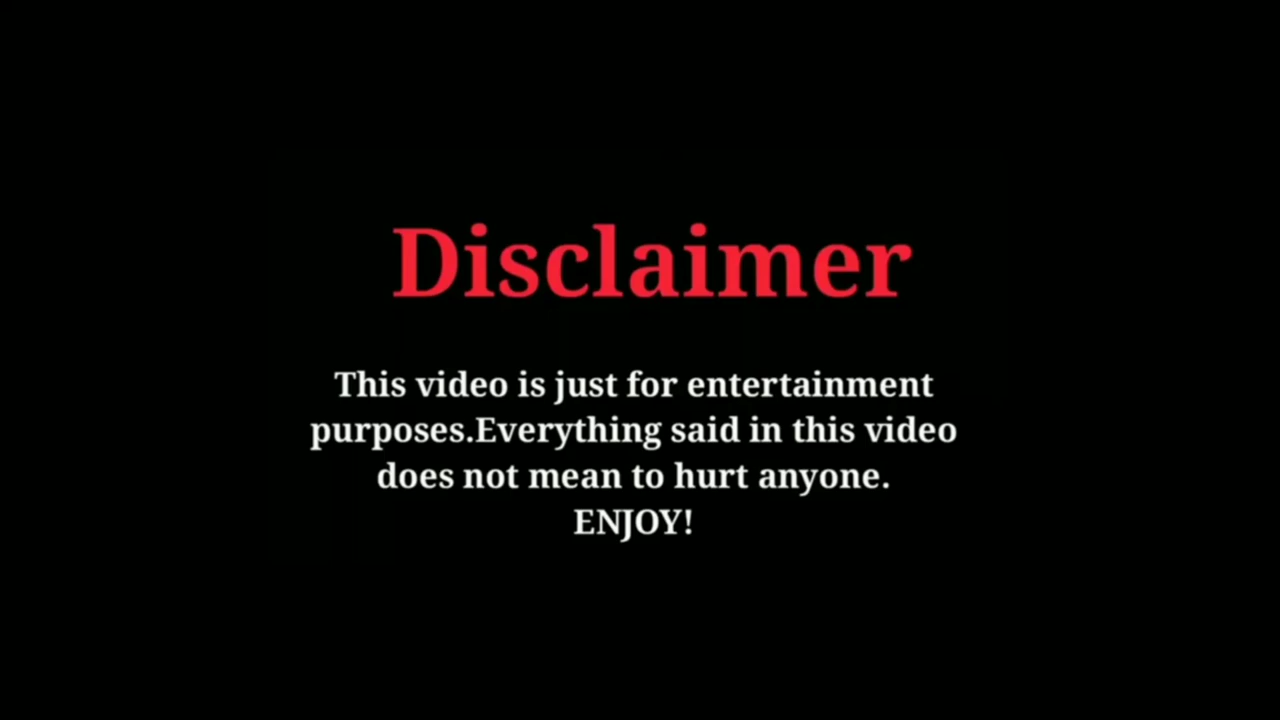 Disclaimer
This video is just for entertainment
purposes.Everything said in this video
does not mean to hurt anyone.
ENJOY!